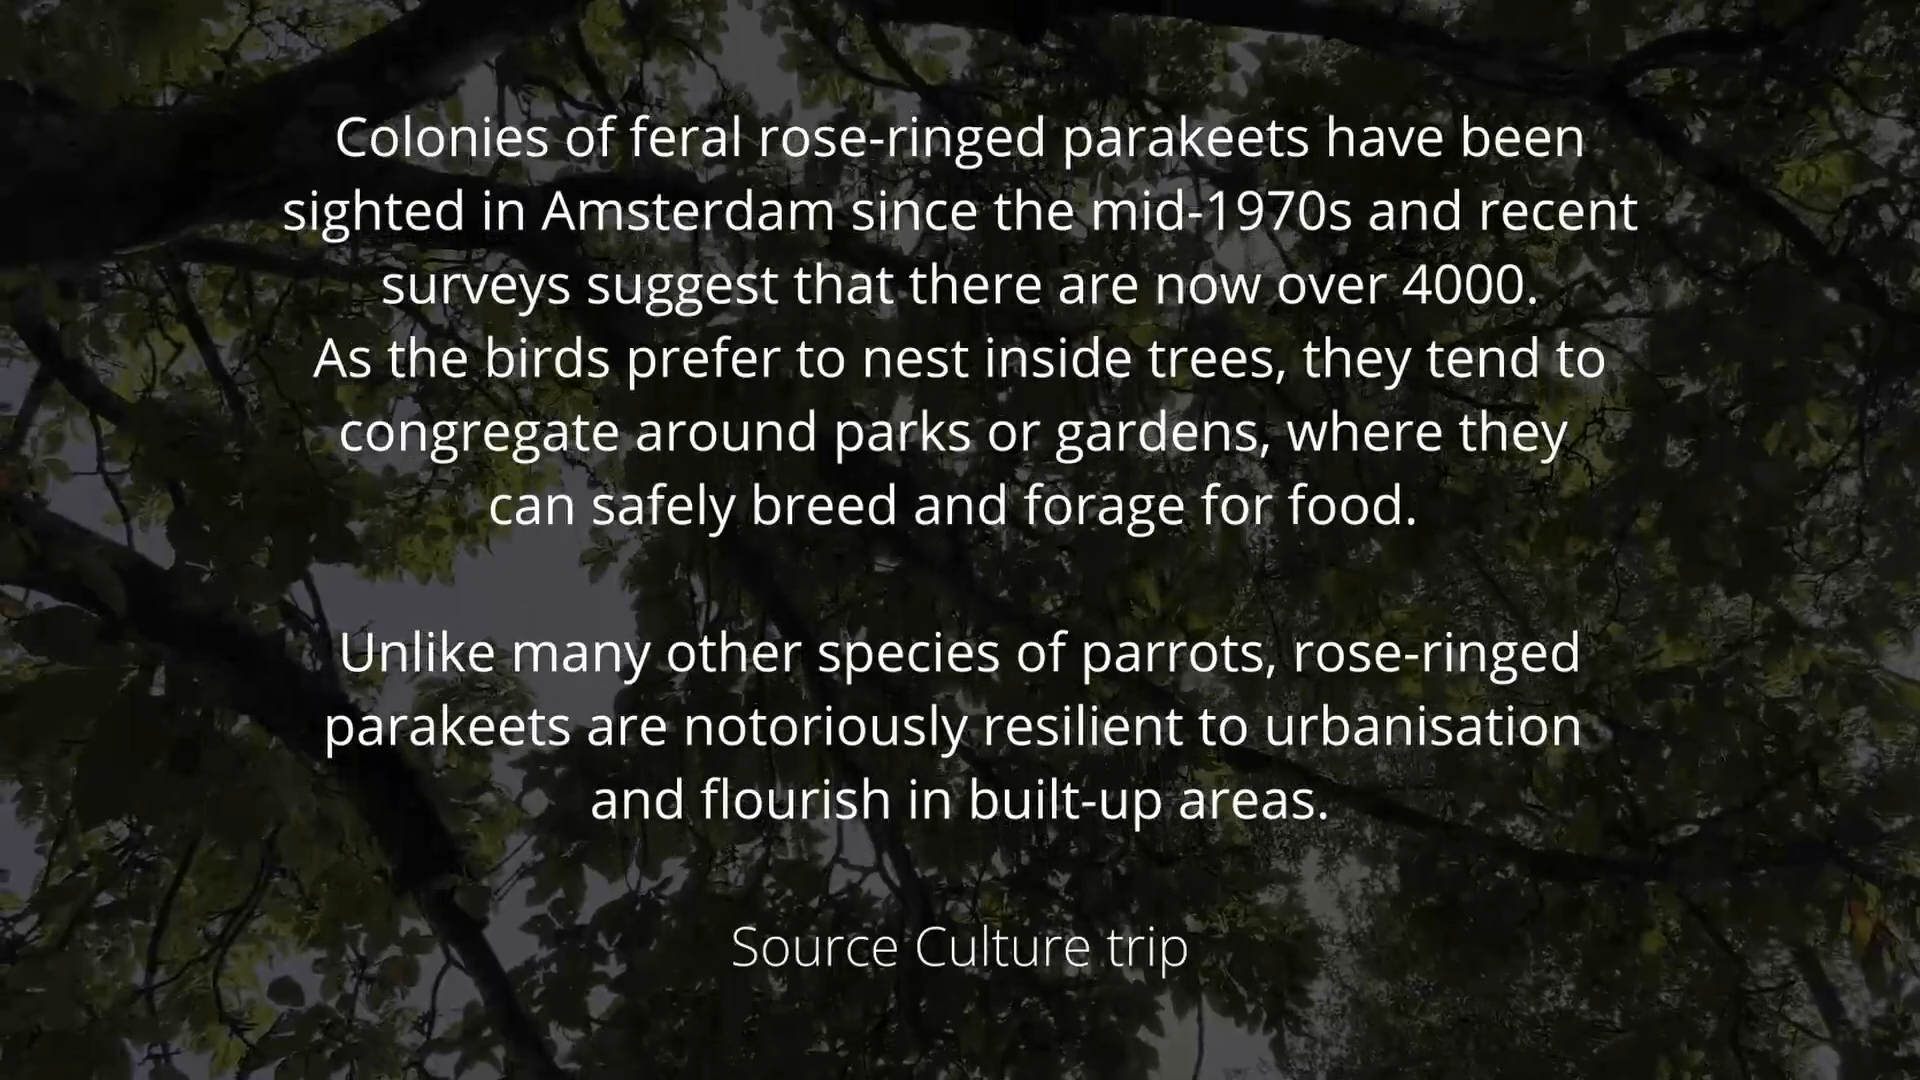 Colonies of feral rose-ringed parakeets have been
sighted in Amsterdam since the mid-1970s and recent
surveys suggest that there are now over 4000.
As the birds prefer to nest inside trees, they tend to
congregate around parks or gardens, where they
can safely breed and forage for food.
Unlike many other species of parrots, rose-ringed
parakeets are notoriously resilient to urbanisation
and flourish in built-up areas.
Source Culture trip